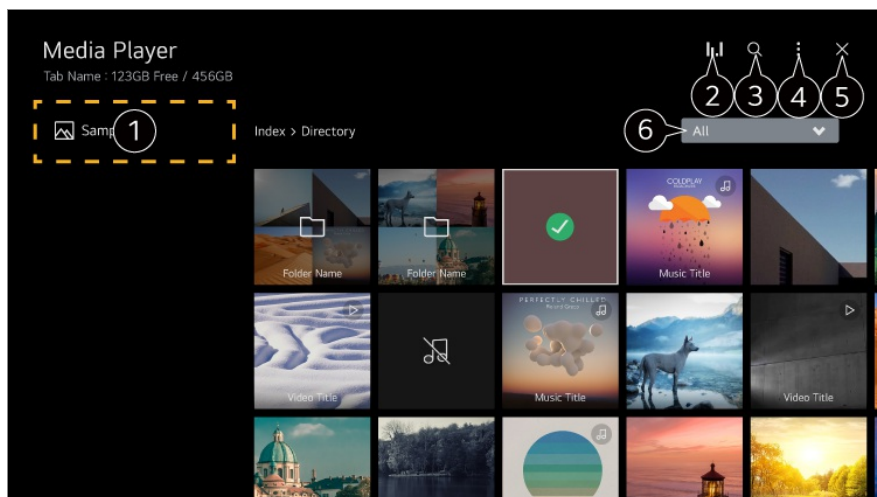 Media Player
Tab Name : 123GB Free / 456GB
2
3
4
5
1
Index > Directory
6
All
Folder Name
Folder Name
COLDPLAY
Music Title
Video Title
PERFECTLY CHILLED
Music Title
Video Title